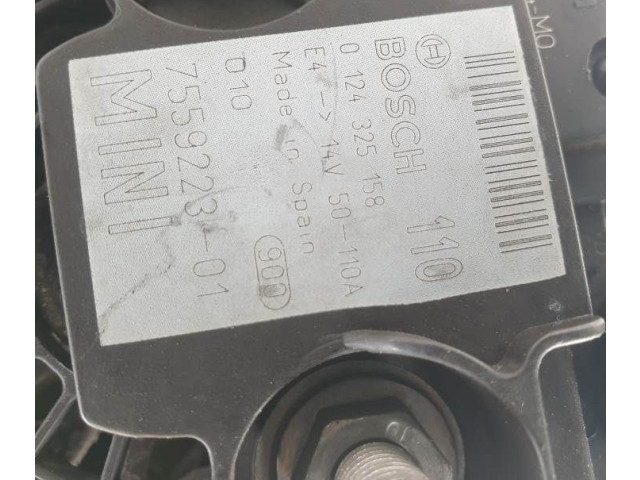 BOSCH 110
0 124 325 158
E4 -> 14V 50-110A
Made in Spain
D10 900
7559223-01
MINI